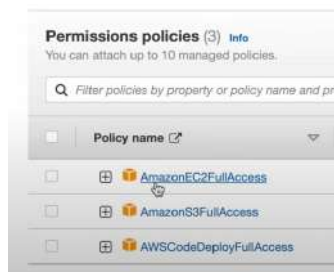 Permissions policies (3) Info
You can attach up to 10 managed policies.
Filter policies by property or policy name and pr
Policy name
AmazonEC2FullAccess
AmazonS3FullAccess
AWSCodeDeployFullAccess